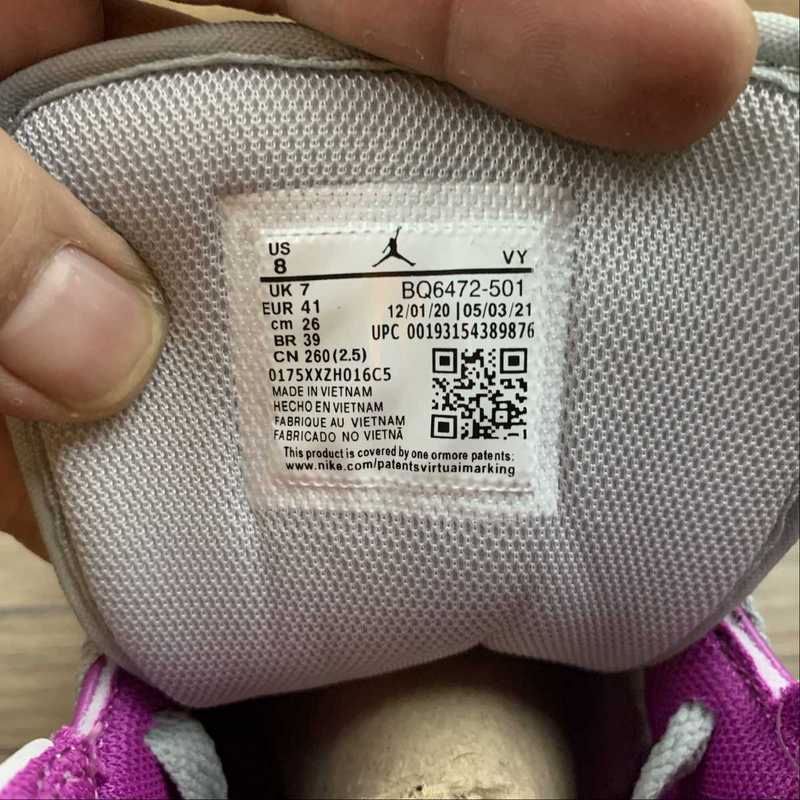 US
8
VY
UK 7
BQ6472-501
EUR 41
12/01/20 | 05/03/21
cm 26
UPC 00193154389876
BR 39
CN 260(2.5)
0175XXZH016C5
MADE IN VIETNAM
HECHO EN VIETNAM
FABRIQUE AU VIETNAM
FABRICADO NO VIETNÃ
This product is covered by one ormore patents:
www.nike.com/patentsvirtuaimarking